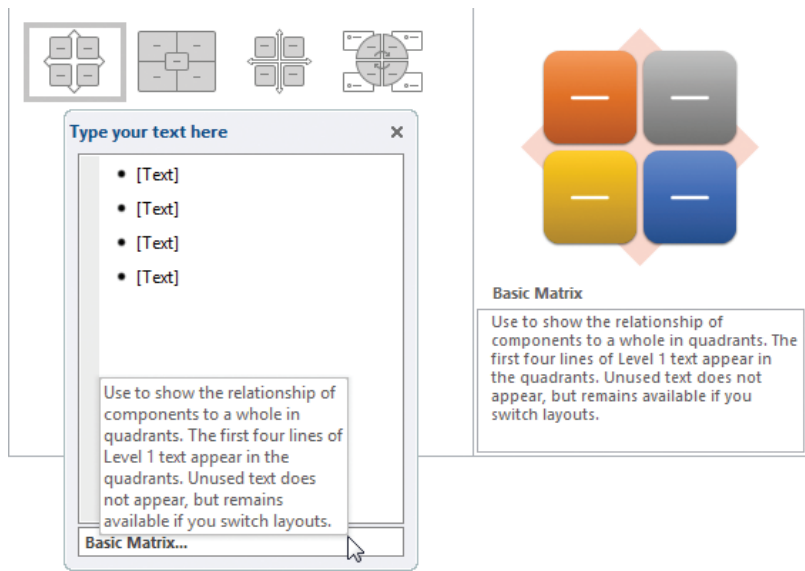 Type your text here
[Text]
[Text]
[Text]
[Text]
Use to show the relationship of
components to a whole in
quadrants. The first four lines of
Level 1 text appear in the
quadrants. Unused text does
not appear, but remains
available if you switch layouts.
Basic Matrix...
Basic Matrix
Use to show the relationship of
components to a whole in quadrants. The
first four lines of Level 1 text appear in
the quadrants. Unused text does not
appear, but remains available if you
switch layouts.